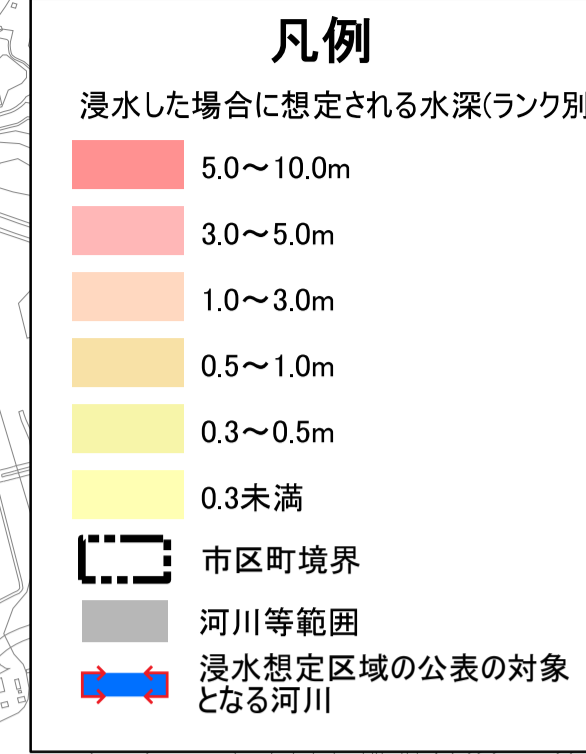 凡例
浸水した場合に想定される水深(ランク別
5.0～10.0m
3.0～5.0m
1.0～3.0m
0.5～1.0m
0.3～0.5m
0.3未満
市区町境界
河川等範囲
浸水想定区域の公表の対象
となる河川